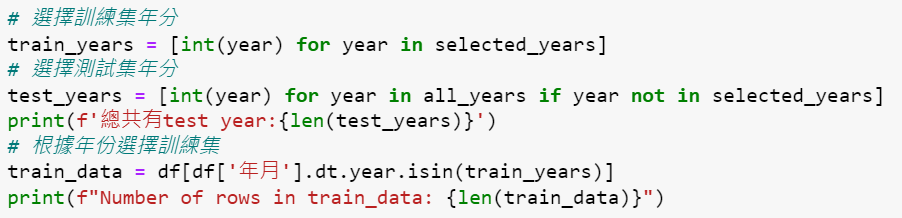 # 選擇訓練集年分
train_years = [int(year) for year in selected_years]
# 選擇測試集年分
test_years = [int(year) for year in all_years if year not in selected_years]
print(f'總共有test year:{len(test_years)}')
# 根據年份選擇訓練集
train_data = df[df['年月'].dt.year.isin(train_years)]
print(f"Number of rows in train_data: {len(train_data)}")